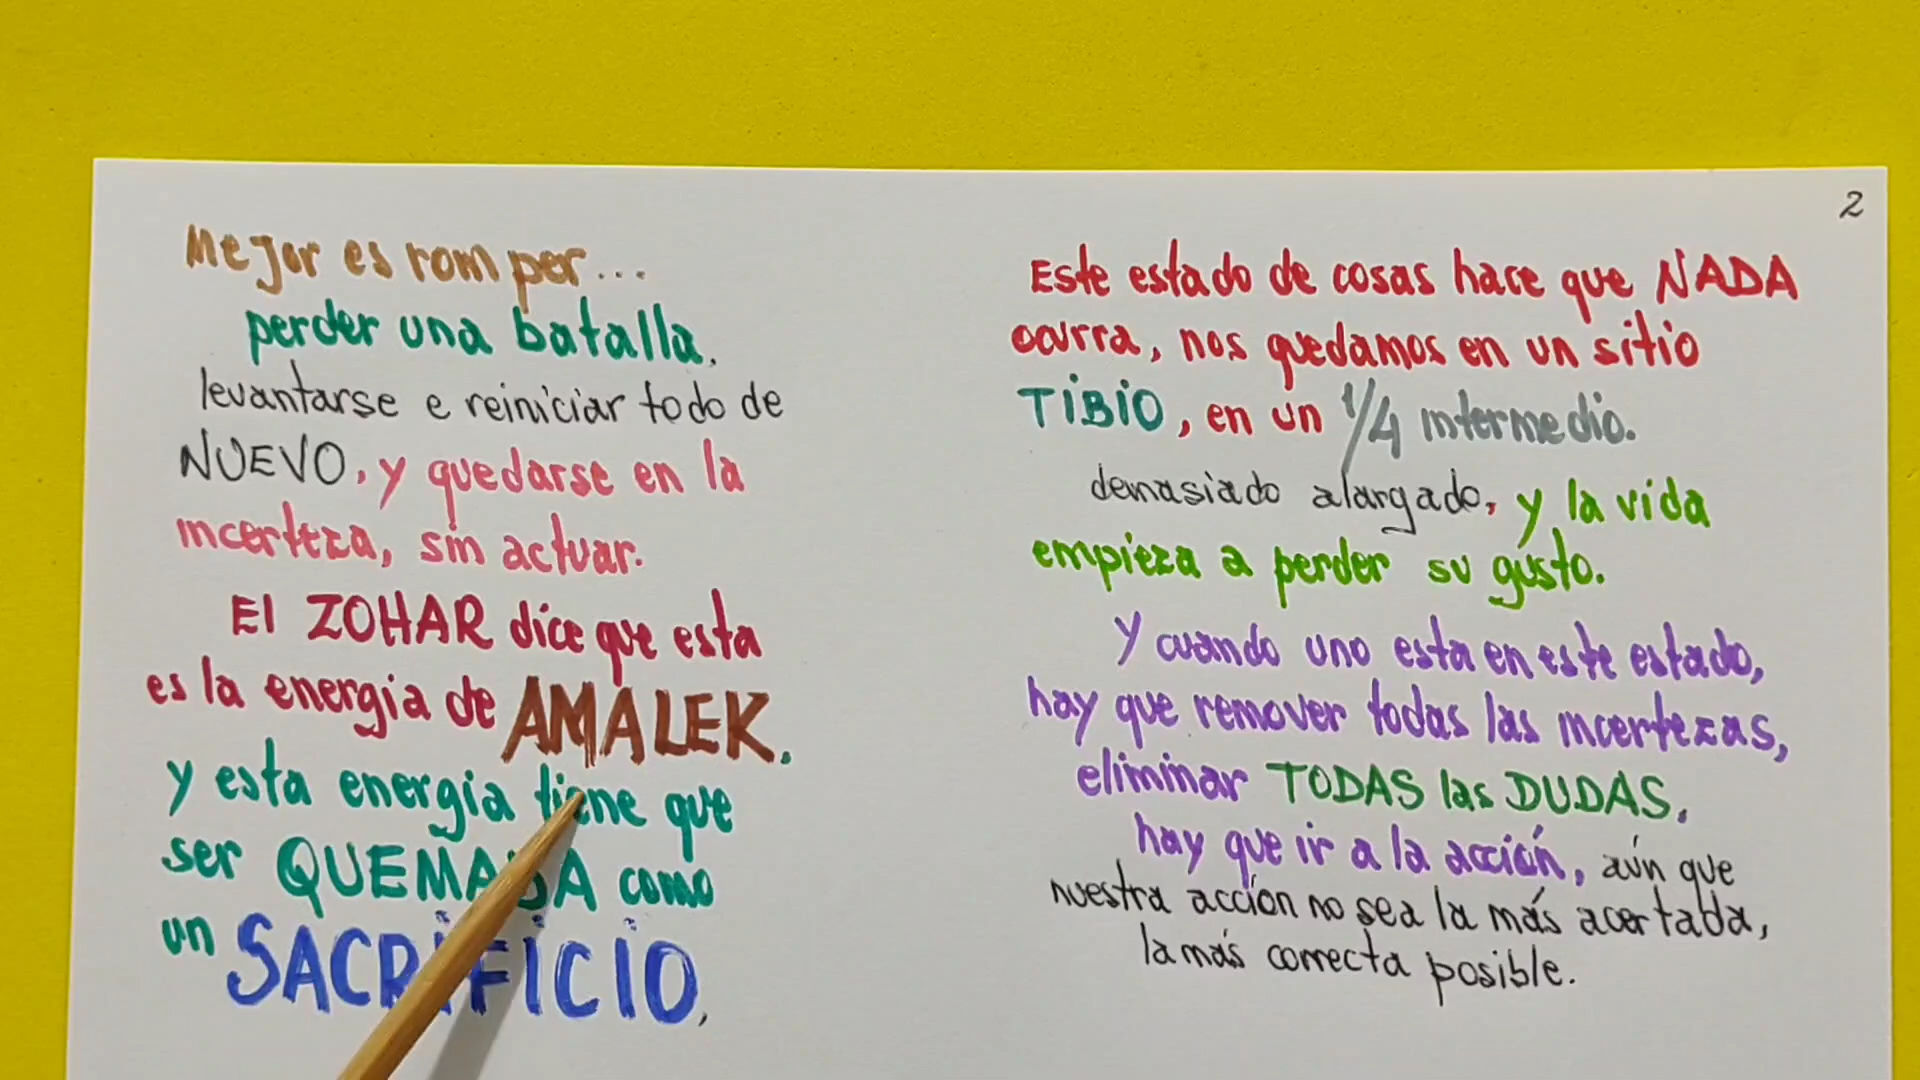 Mejor es romper...
perder una batalla.
levantarse e reiniciar todo de
NUEVO, y quedarse en la
incerteza, sin actuar.
El ZOHAR dice que esta
es la energia de AMALEK.
y esta energia tiene que
ser QUEMADA como
un SACRIFICIO,
2
Este estado de cosas hace que NADA
ocurra, nos quedamos en un sitio
TIBIO, en un 1/4 intermedio.
demasiado alargado, y la vida
empieza a perder su gusto.
Y cuando uno esta en este estado,
hay que remover todas las incertezas,
eliminar TODAS las DUDAS.
hay que ir a la acción, aún que
nuestra acción no sea la más acertada,
la más correcta posible.